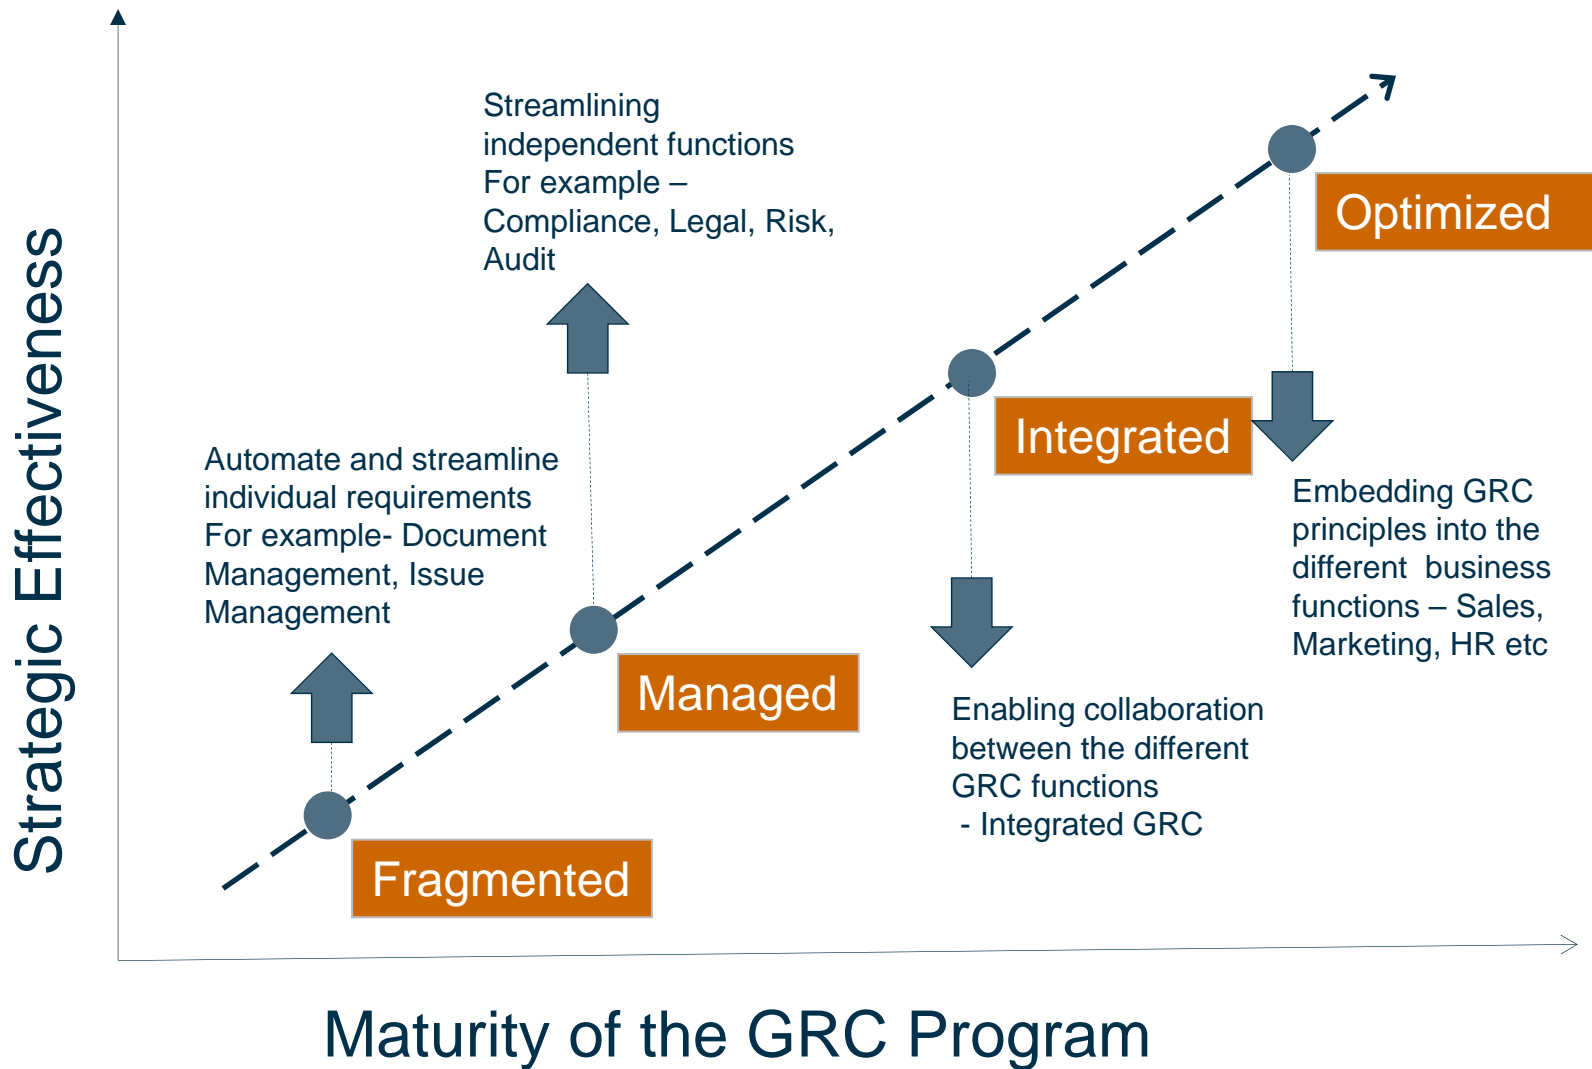 Strategic Effectiveness
Streamlining
independent functions
For example –
Compliance, Legal, Risk,
Audit
Optimized
Automate and streamline
individual requirements
For example- Document
Management, Issue
Management
Integrated
Embedding GRC
principles into the
different  business
functions – Sales,
Marketing, HR etc
Managed
Enabling collaboration
between the different
GRC functions
- Integrated GRC
Fragmented
Maturity of the GRC Program